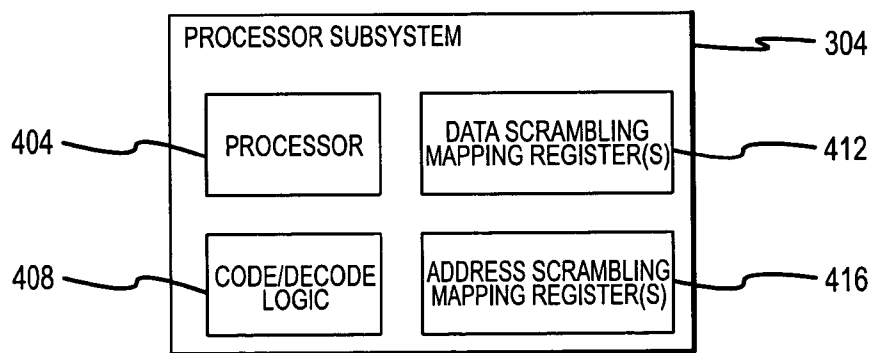 PROCESSOR SUBSYSTEM
304
404
PROCESSOR
DATA SCRAMBLING
MAPPING REGISTER(S)
412
408
CODE/DECODE
LOGIC
ADDRESS SCRAMBLING
MAPPING REGISTER(S)
416